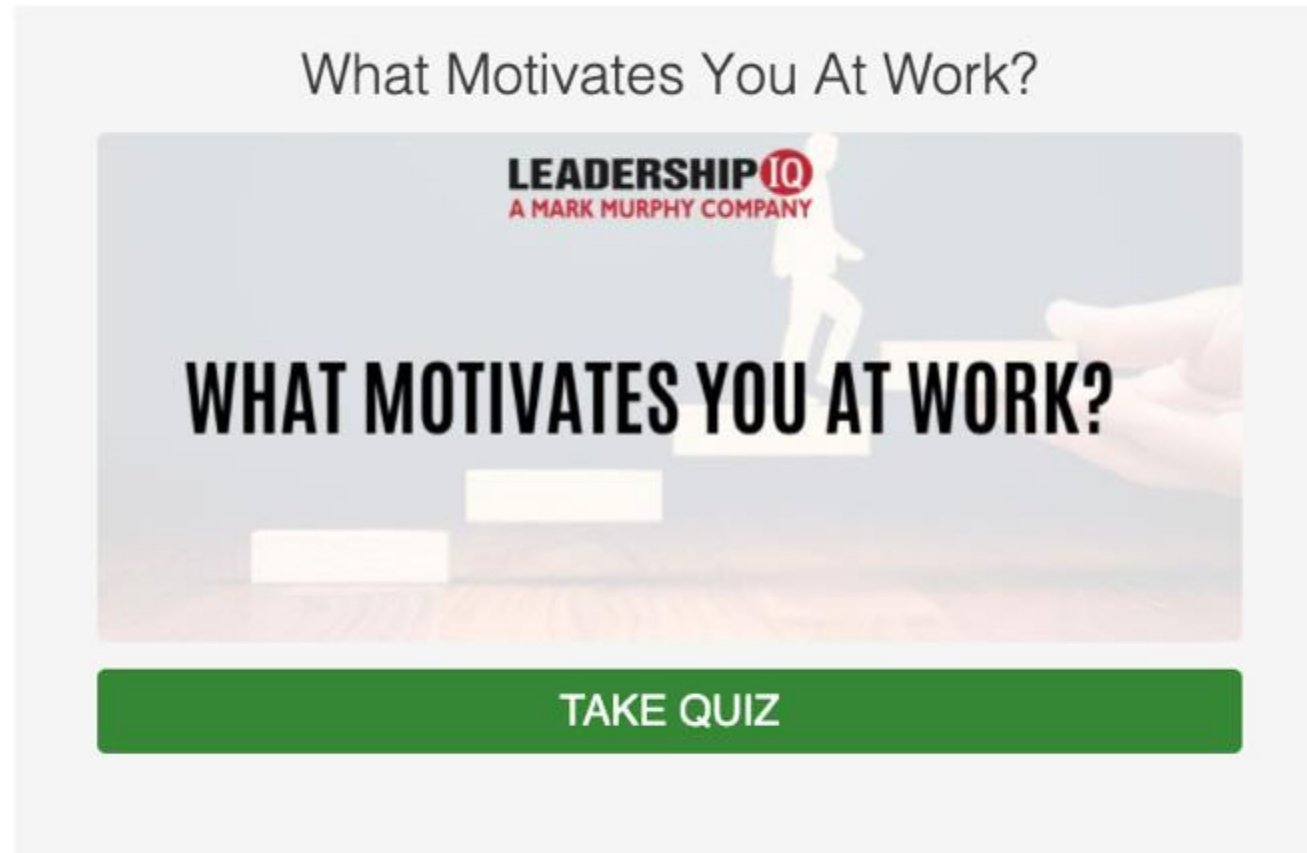 What Motivates You At Work?
LEADERSHIP IQ
A MARK MURPHY COMPANY
WHAT MOTIVATES YOU AT WORK?
TAKE QUIZ